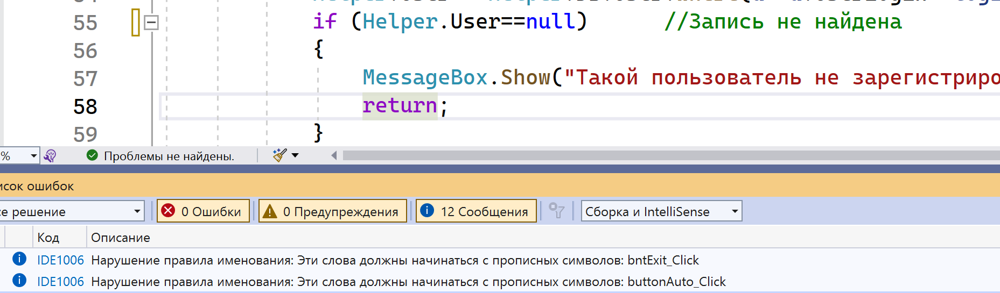 55 if (Helper.User==null) //Запись не найдена
56 {
57 MessageBox.Show("Такой пользователь не зарегистриро
58 return;
59 }
% Проблемы не найдены.
исок ошибок
се решение 0 Ошибки 0 Предупреждения 12 Сообщения Сборка и IntelliSense
Код Описание
IDE1006 Нарушение правила именования: Эти слова должны начинаться с прописных символов: bntExit_Click
IDE1006 Нарушение правила именования: Эти слова должны начинаться с прописных символов: buttonAuto_Click